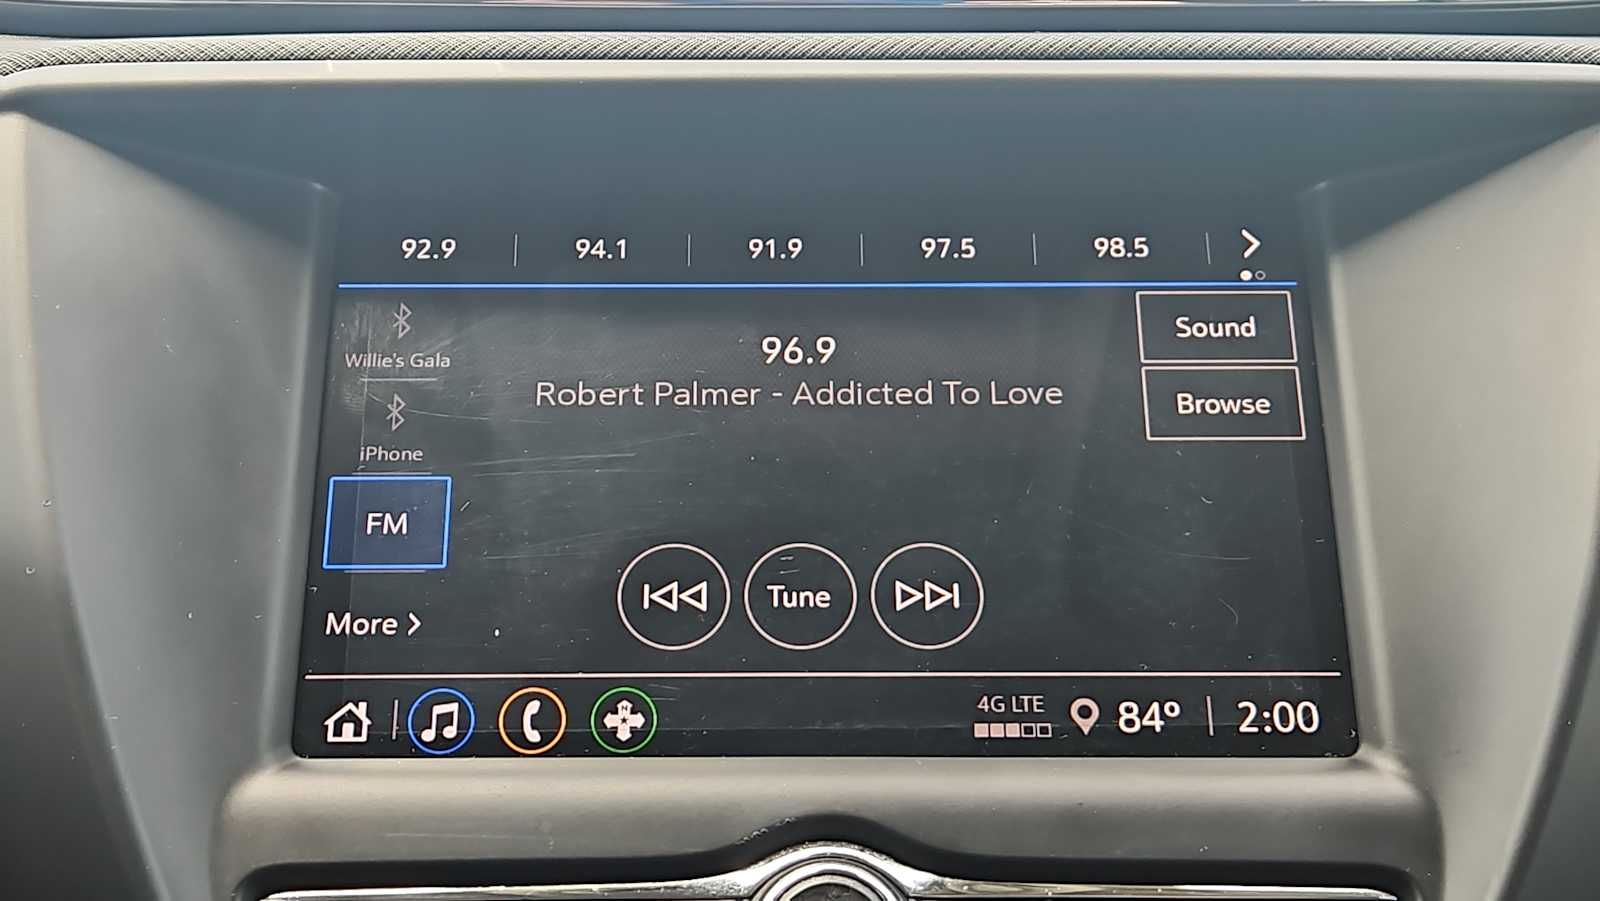 92.9 94.1 91.9 97.5 98.5
Willie's Gala
iPhone
FM
More
96.9
Robert Palmer - Addicted To Love
Sound
Browse
Tune
N
4G LTE
84° 2:00